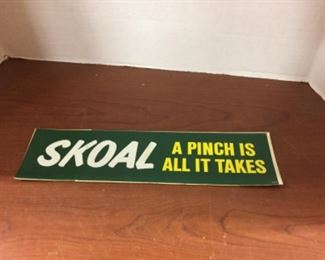 SKOAL
A PINCH IS
ALL IT TAKES